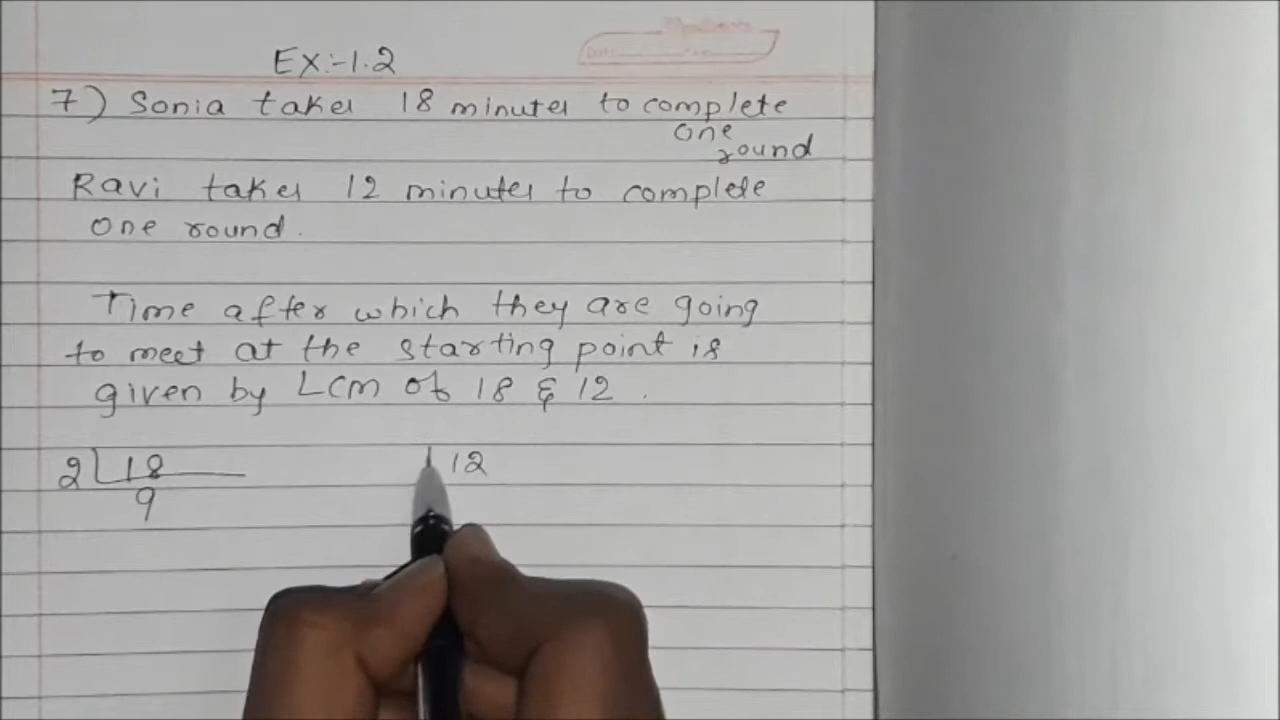 Ex:-1.2
7) Sonia takes 18 minutes to complete
one
round
Ravi takes 12 minutes to complete
one round.
Time after which they are going
to meet at the starting point is
given by LCM of 18 & 12.
2 18 12
9